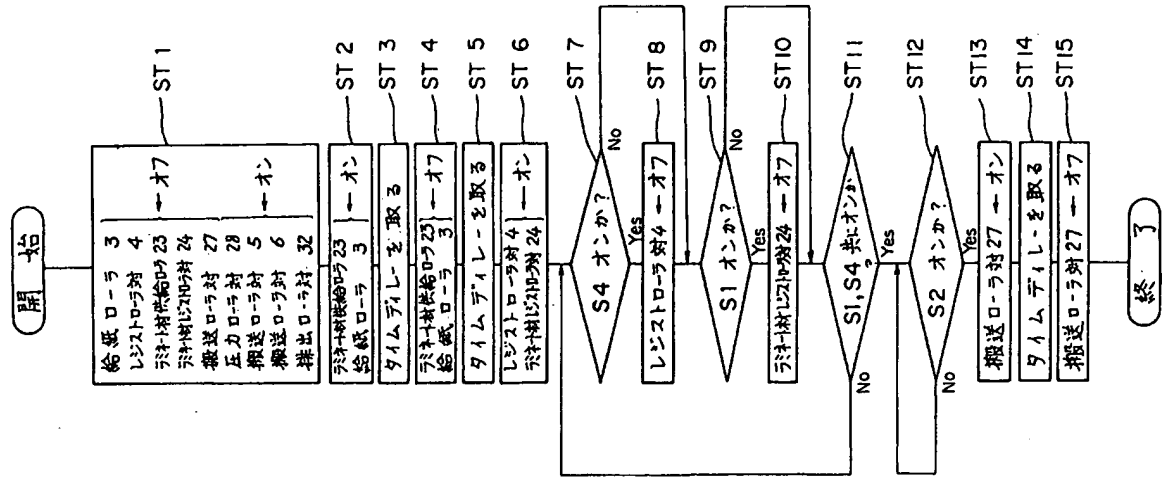 開始
給紙ローラ 3
レジストローラ対 4
ラミネート材供給ローラ 23
ラミネート材レジストローラ対 24
搬送ローラ対 27
←オフ
圧力ローラ対 28
搬送ローラ対 5
搬送ローラ対 6
排出ローラ対 32
←オン
ST1
ラミネート材供給ローラ 23
給紙ローラ 3
←オン
ST2
タイムディレーを取る
ST3
ラミネート材供給ローラ 23
給紙ローラ 3
←オフ
ST4
タイムディレーを取る
ST5
レジストローラ対 4
ラミネート材レジストローラ対 24
←オン
ST6
S4 オンか?
ST7
No
Yes
レジストローラ対4 ←オフ
ST8
S1 オンか?
ST9
No
Yes
ラミネート材レジストローラ対24 ←オフ
ST10
S1,S4 共にオンか?
ST11
No
Yes
S2 オンか?
ST12
No
Yes
搬送ローラ対 27 ←オン
ST13
タイムディレーを取る
ST14
搬送ローラ対 27 ←オフ
ST15
終了